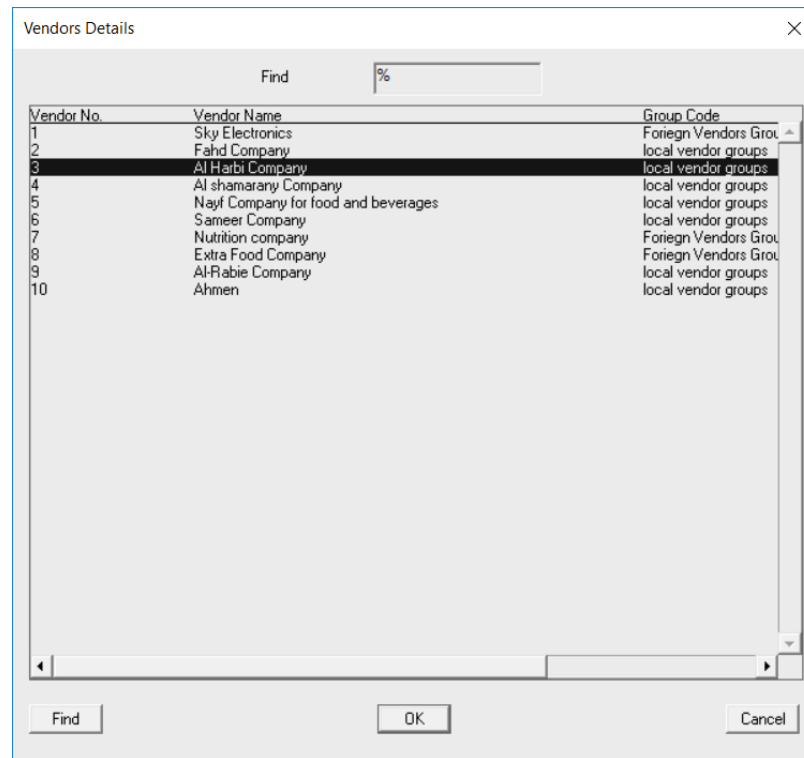 Vendors Details
Find %
Vendor No. Vendor Name Group Code
1 Sky Electronics Foriegn Vendors Grou
2 Fahd Company local vendor groups
3 Al Harbi Company local vendor groups
4 Al shamarany Company local vendor groups
5 Nayf Company for food and beverages local vendor groups
6 Sameer Company local vendor groups
7 Nutrition company Foriegn Vendors Grou
8 Extra Food Company Foriegn Vendors Grou
9 Al-Rabie Company local vendor groups
10 Ahmen local vendor groups
Find OK Cancel